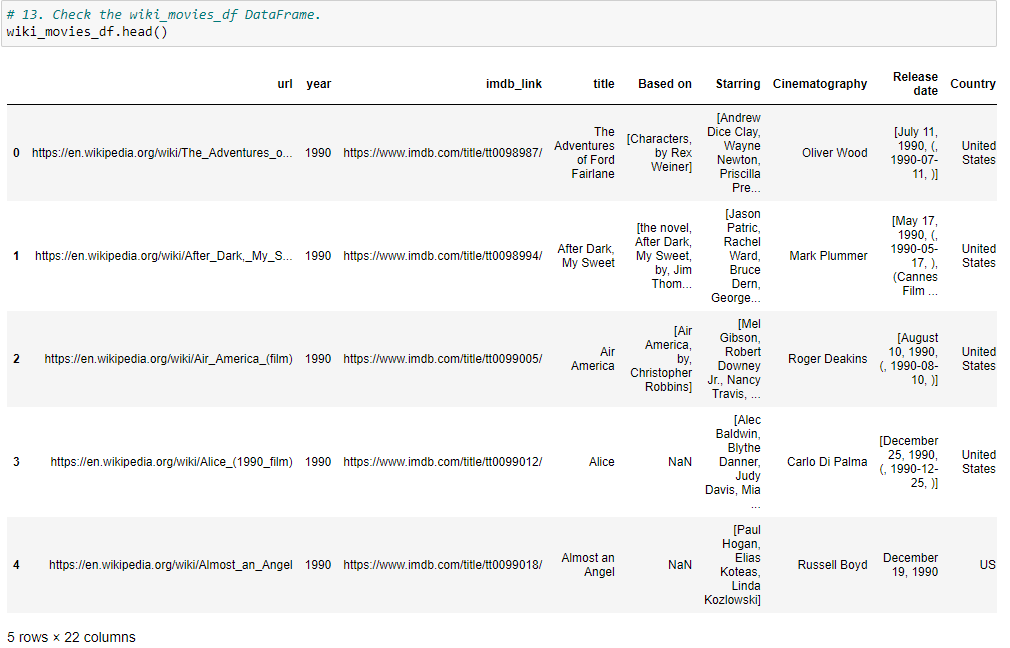 # 13. Check the wiki_movies_df DataFrame.
wiki_movies_df.head()
url year imdb_link title Based on Starring Cinematography Release date Country
0 https://en.wikipedia.org/wiki/The_Adventures_o... 1990 https://www.imdb.com/title/tt0098987/ The Adventures of Ford Fairlane [Characters, by Rex Weiner] [Andrew Dice Clay, Wayne Newton, Priscilla Pre... Oliver Wood [July 11, 1990, (, 1990-07-11, )] United States
1 https://en.wikipedia.org/wiki/After_Dark,_My_S... 1990 https://www.imdb.com/title/tt0098994/ After Dark, My Sweet [the novel, After Dark, My Sweet, by, Jim Thom... [Jason Patric, Rachel Ward, Bruce Dern, George... Mark Plummer [May 17, 1990, (, 1990-05-17, ), (Cannes Film ... United States
2 https://en.wikipedia.org/wiki/Air_America_(film) 1990 https://www.imdb.com/title/tt0099005/ Air America [Air America, by, Christopher Robbins] [Mel Gibson, Robert Downey Jr., Nancy Travis, ... Roger Deakins [August 10, 1990, (, 1990-08-10, )] United States
3 https://en.wikipedia.org/wiki/Alice_(1990_film) 1990 https://www.imdb.com/title/tt0099012/ Alice NaN [Alec Baldwin, Blythe Danner, Judy Davis, Mia ... Carlo Di Palma [December 25, 1990, (, 1990-12-25, )] United States
4 https://en.wikipedia.org/wiki/Almost_an_Angel 1990 https://www.imdb.com/title/tt0099018/ Almost an Angel NaN [Paul Hogan, Elias Koteas, Linda Kozlowski] Russell Boyd December 19, 1990 US
5 rows × 22 columns